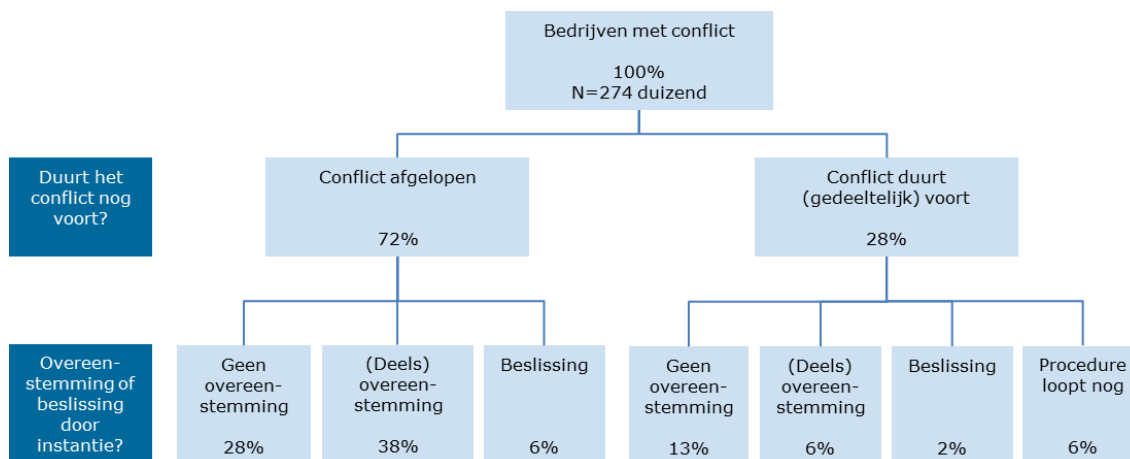 Bedrijven met conflict
100%
N=274 duizend
Duurt het
conflict nog
voort?
Conflict afgelopen
72%
Conflict duurt
(gedeeltelijk) voort
28%
Overeen-
stemming of
beslissing
door
instantie?
Geen
overeen-
stemming
28%
(Deels)
overeen-
stemming
38%
Beslissing
6%
Geen
overeen-
stemming
13%
(Deels)
overeen-
stemming
6%
Beslissing
2%
Procedure
loopt nog
6%